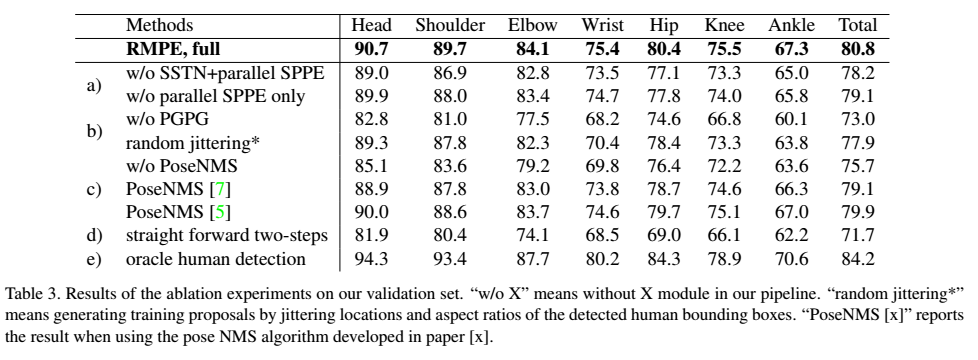 Methods Head Shoulder Elbow Wrist Hip Knee Ankle Total
RMPE, full 90.7 89.7 84.1 75.4 80.4 75.5 67.3 80.8
a) w/o SSTN+parallel SPPE 89.0 86.9 82.8 73.5 77.1 73.3 65.0 78.2
w/o parallel SPPE only 89.9 88.0 83.4 74.7 77.8 74.0 65.8 79.1
b) w/o PGPG 82.8 81.0 77.5 68.2 74.6 66.8 60.1 73.0
random jittering* 89.3 87.8 82.3 70.4 78.4 73.3 63.8 77.9
w/o PoseNMS 85.1 83.6 79.2 69.8 76.4 72.2 63.6 75.7
c) PoseNMS [7] 88.9 87.8 83.0 73.8 78.7 74.6 66.3 79.1
PoseNMS [5] 90.0 88.6 83.7 74.6 79.7 75.1 67.0 79.9
d) straight forward two-steps 81.9 80.4 74.1 68.5 69.0 66.1 62.2 71.7
e) oracle human detection 94.3 93.4 87.7 80.2 84.3 78.9 70.6 84.2
Table 3. Results of the ablation experiments on our validation set. “w/o X” means without X module in our pipeline. “random jittering*”
means generating training proposals by jittering locations and aspect ratios of the detected human bounding boxes. “PoseNMS [x]” reports
the result when using the pose NMS algorithm developed in paper [x].